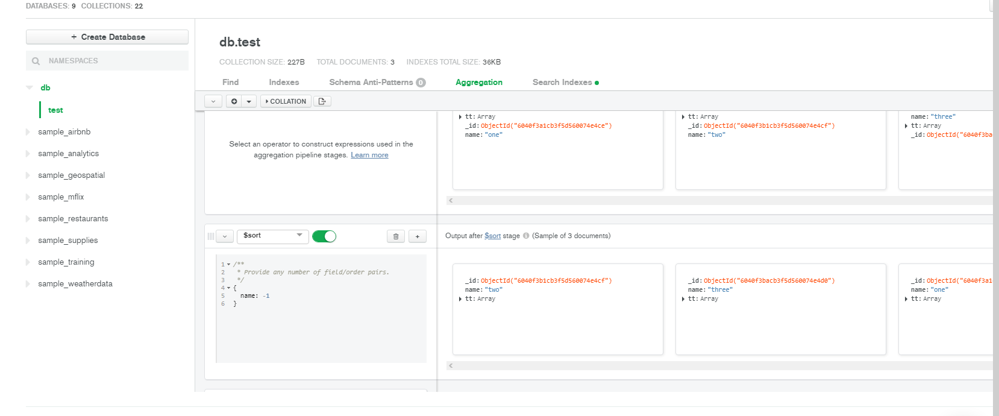 DATABASES: 9 COLLECTIONS: 22
+ Create Database
NAMESPACES
db
test
sample_airbnb
sample_analytics
sample_geospatial
sample_mflix
sample_restaurants
sample_supplies
sample_training
sample_weatherdata
db.test
COLLECTION SIZE: 227B TOTAL DOCUMENTS: 3 INDEXES TOTAL SIZE: 36KB
Find Indexes Schema Anti-Patterns 0 Aggregation Search Indexes
COLLATION
Select an operator to construct expressions used in the
aggregation pipeline stages. Learn more
tt: Array
_id: ObjectId("6040f3a1cb3f5d560074e4ce")
name: "one"
tt: Array
_id: ObjectId("6040f3b1cb3f5d560074e4cf")
name: "two"
name: "three"
tt: Array
_id: ObjectId("6040f3ba
$sort
Output after $sort stage (Sample of 3 documents)
1 /**
2 * Provide any number of field/order pairs.
3 */
4 {
5 name: -1
6 }
_id: ObjectId("6040f3b1cb3f5d560074e4cf")
name: "two"
tt: Array
_id: ObjectId("6040f3bacb3f5d560074e4d0")
name: "three"
tt: Array
_id: ObjectId("6040f3a1
name: "one"
tt: Array